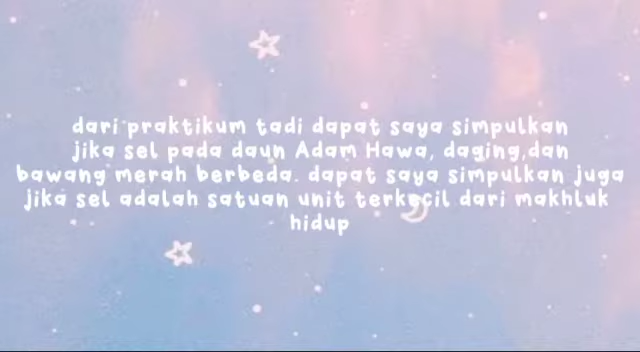 dari praktikum tadi dapat saya simpulkan
jika sel pada daun Adam Hawa, daging,dan
bawang merah berbeda. dapat saya simpulkan juga
jika sel adalah satuan unit terkecil dari makhluk
hidup